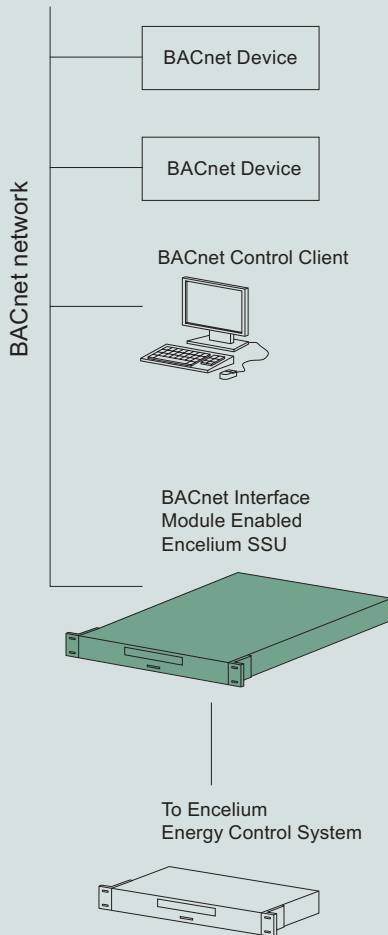 BACnet Device
BACnet Device
BACnet network
BACnet Control Client
BACnet Interface
Module Enabled
Encelium SSU
To Encelium
Energy Control System